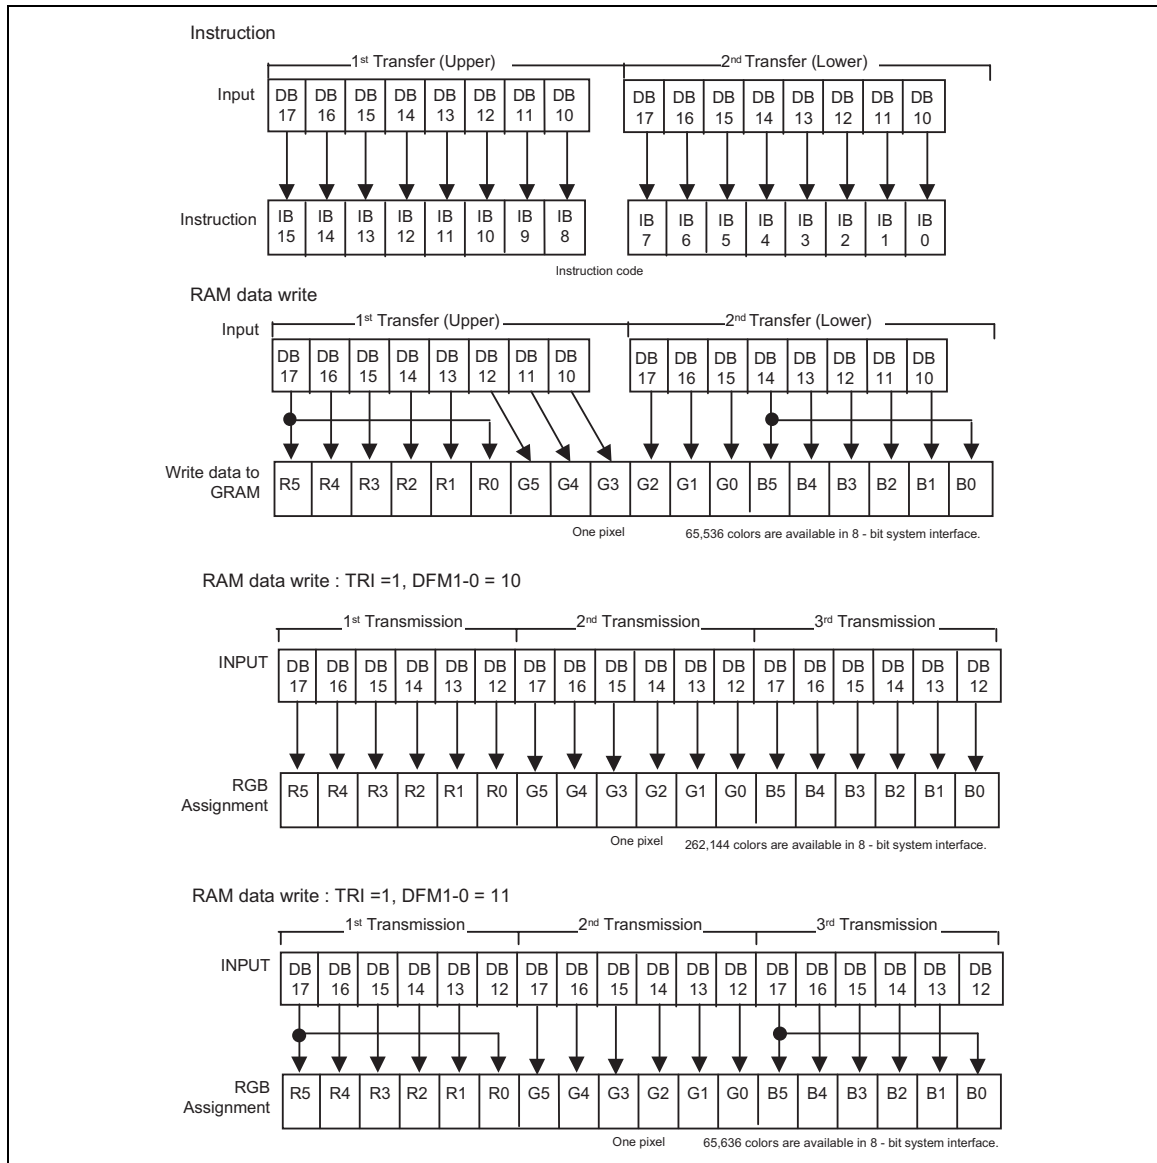 Instruction
1st Transfer (Upper) 2nd Transfer (Lower)
Input DB DB DB DB DB DB DB DB DB DB DB DB DB DB DB DB
17 16 15 14 13 12 11 10 17 16 15 14 13 12 11 10
Instruction IB IB IB IB IB IB IB IB IB IB IB IB IB IB IB IB
15 14 13 12 11 10 9 8 7 6 5 4 3 2 1 0
Instruction code
RAM data write
1st Transfer (Upper) 2nd Transfer (Lower)
Input DB DB DB DB DB DB DB DB DB DB DB DB DB DB DB DB
17 16 15 14 13 12 11 10 17 16 15 14 13 12 11 10
Write data to
GRAM
R5 R4 R3 R2 R1 R0 G5 G4 G3 G2 G1 G0 B5 B4 B3 B2 B1 B0
One pixel 65,536 colors are available in 8 - bit system interface.
RAM data write : TRI =1, DFM1-0 = 10
1st Transmission 2nd Transmission 3rd Transmission
INPUT DB DB DB DB DB DB DB DB DB DB DB DB DB DB DB DB DB DB
17 16 15 14 13 12 17 16 15 14 13 12 17 16 15 14 13 12
RGB
Assignment
R5 R4 R3 R2 R1 R0 G5 G4 G3 G2 G1 G0 B5 B4 B3 B2 B1 B0
One pixel 262,144 colors are available in 8 - bit system interface.
RAM data write : TRI =1, DFM1-0 = 11
1st Transmission 2nd Transmission 3rd Transmission
INPUT DB DB DB DB DB DB DB DB DB DB DB DB DB DB DB DB DB DB
17 16 15 14 13 12 17 16 15 14 13 12 17 16 15 14 13 12
RGB
Assignment
R5 R4 R3 R2 R1 R0 G5 G4 G3 G2 G1 G0 B5 B4 B3 B2 B1 B0
One pixel 65,636 colors are available in 8 - bit system interface.